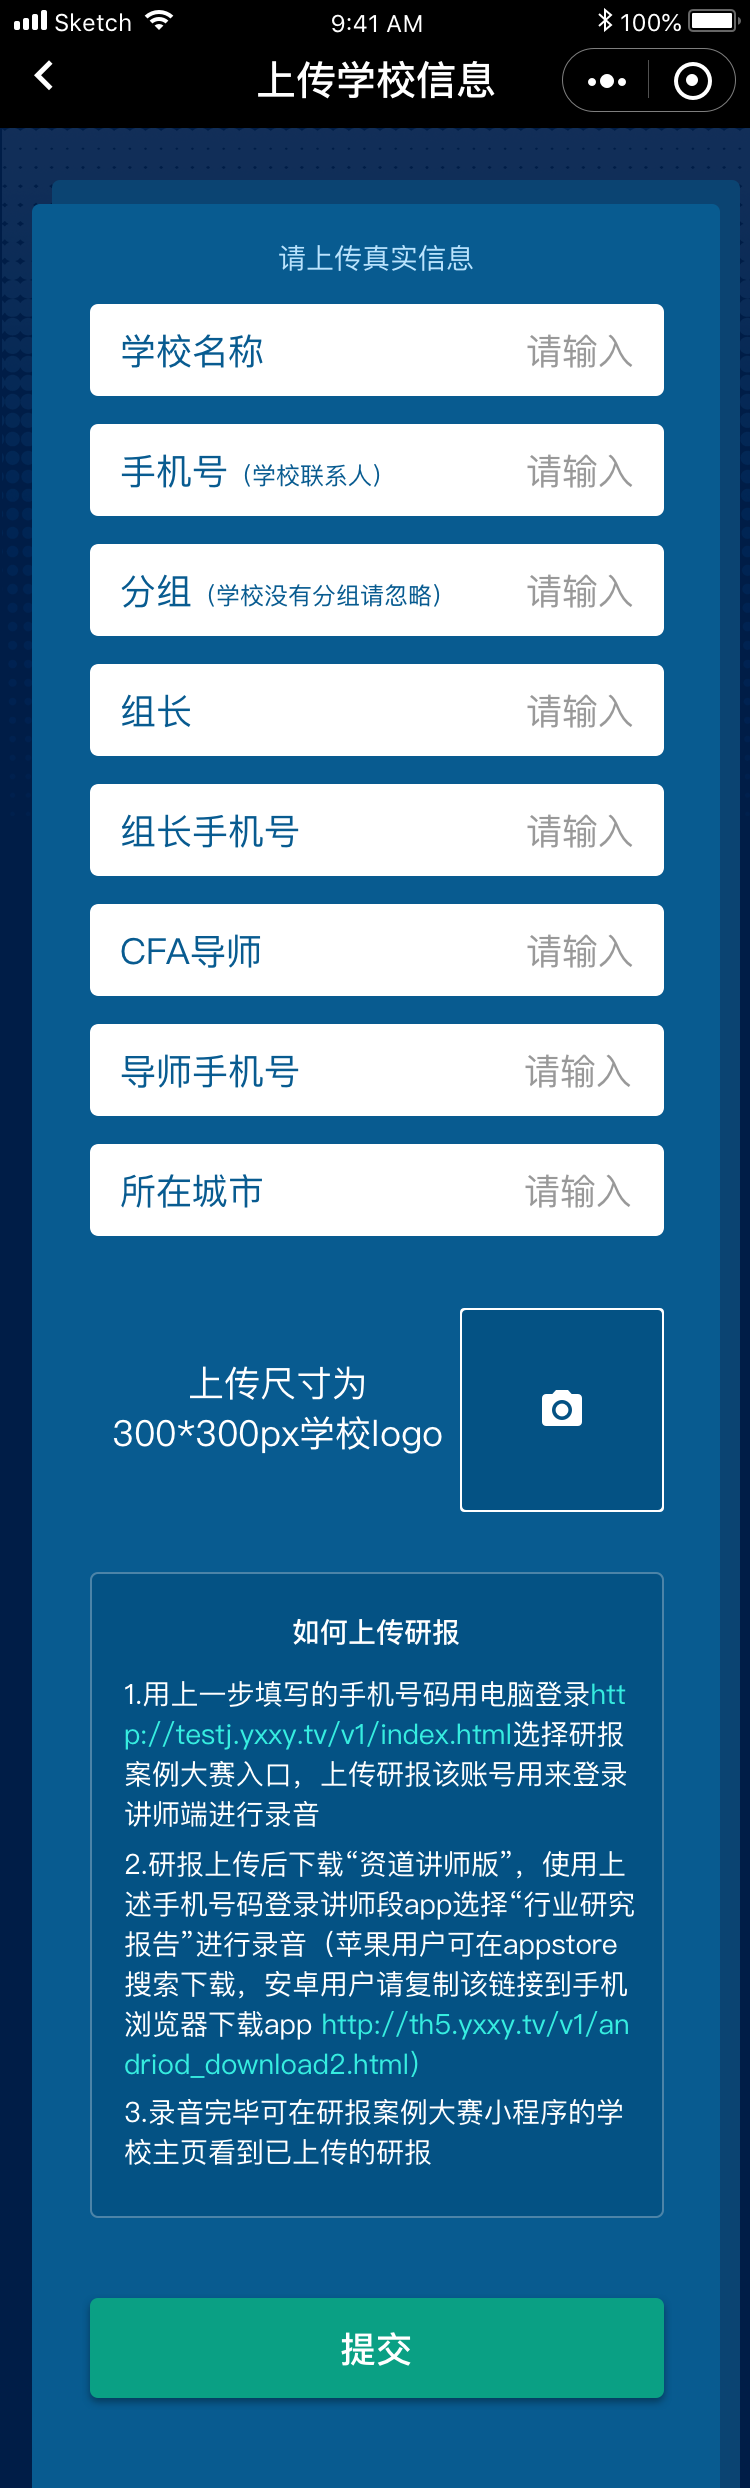 Sketch 9:41 AM 100%
上传学校信息
请上传真实信息
学校名称 请输入
手机号（学校联系人） 请输入
分组（学校没有分组请忽略） 请输入
组长 请输入
组长手机号 请输入
CFA导师 请输入
导师手机号 请输入
所在城市 请输入
上传尺寸为
300*300px学校logo
如何上传研报
1.用上一步填写的手机号码用电脑登录htt
p://testj.yxxy.tv/v1/index.html选择研报
案例大赛入口，上传研报该账号用来登录
讲师端进行录音
2.研报上传后下载“资道讲师版”，使用上
述手机号码登录讲师段app选择“行业研究
报告”进行录音（苹果用户可在appstore
搜索下载，安卓用户请复制该链接到手机
浏览器下载app http://th5.yxxy.tv/v1/an
driod_download2.html）
3.录音完毕可在研报案例大赛小程序的学
校主页看到已上传的研报
提交